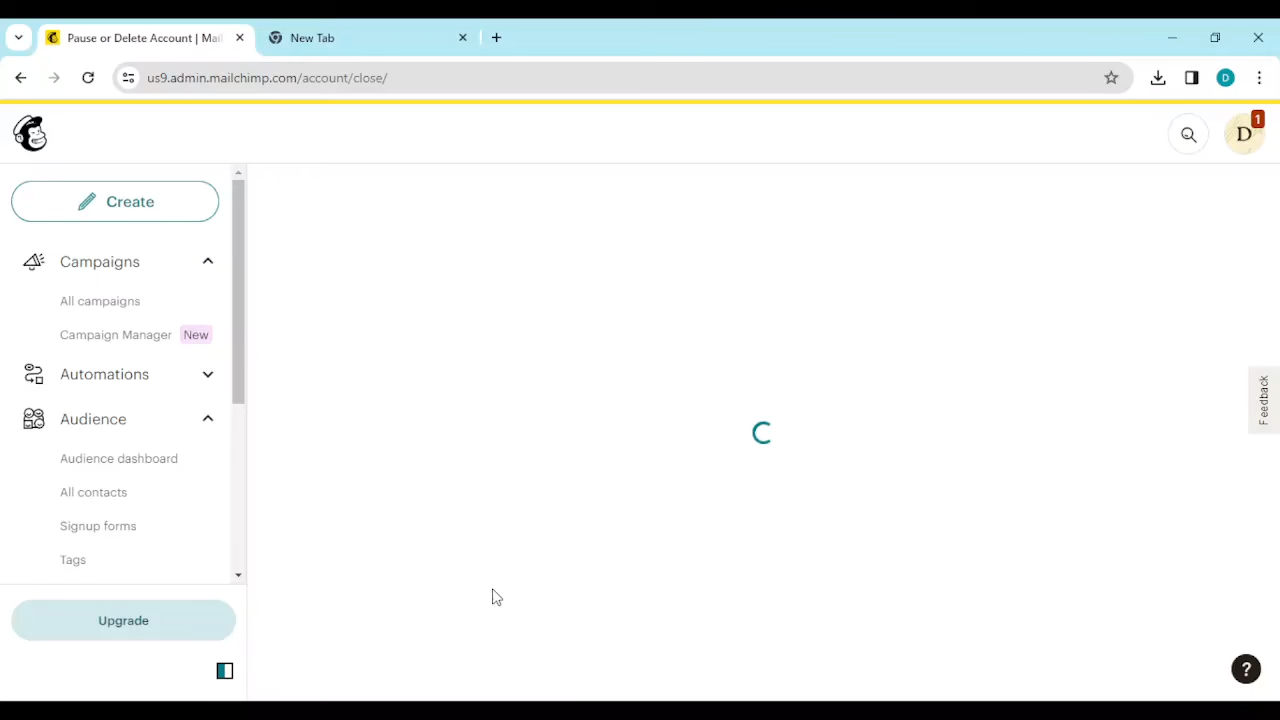 Pause or Delete Account | Mail
New Tab
us9.admin.mailchimp.com/account/close/
D
D
1
Create
Campaigns
All campaigns
Campaign Manager New
Automations
Audience
Audience dashboard
All contacts
Signup forms
Tags
Upgrade
Feedback
?